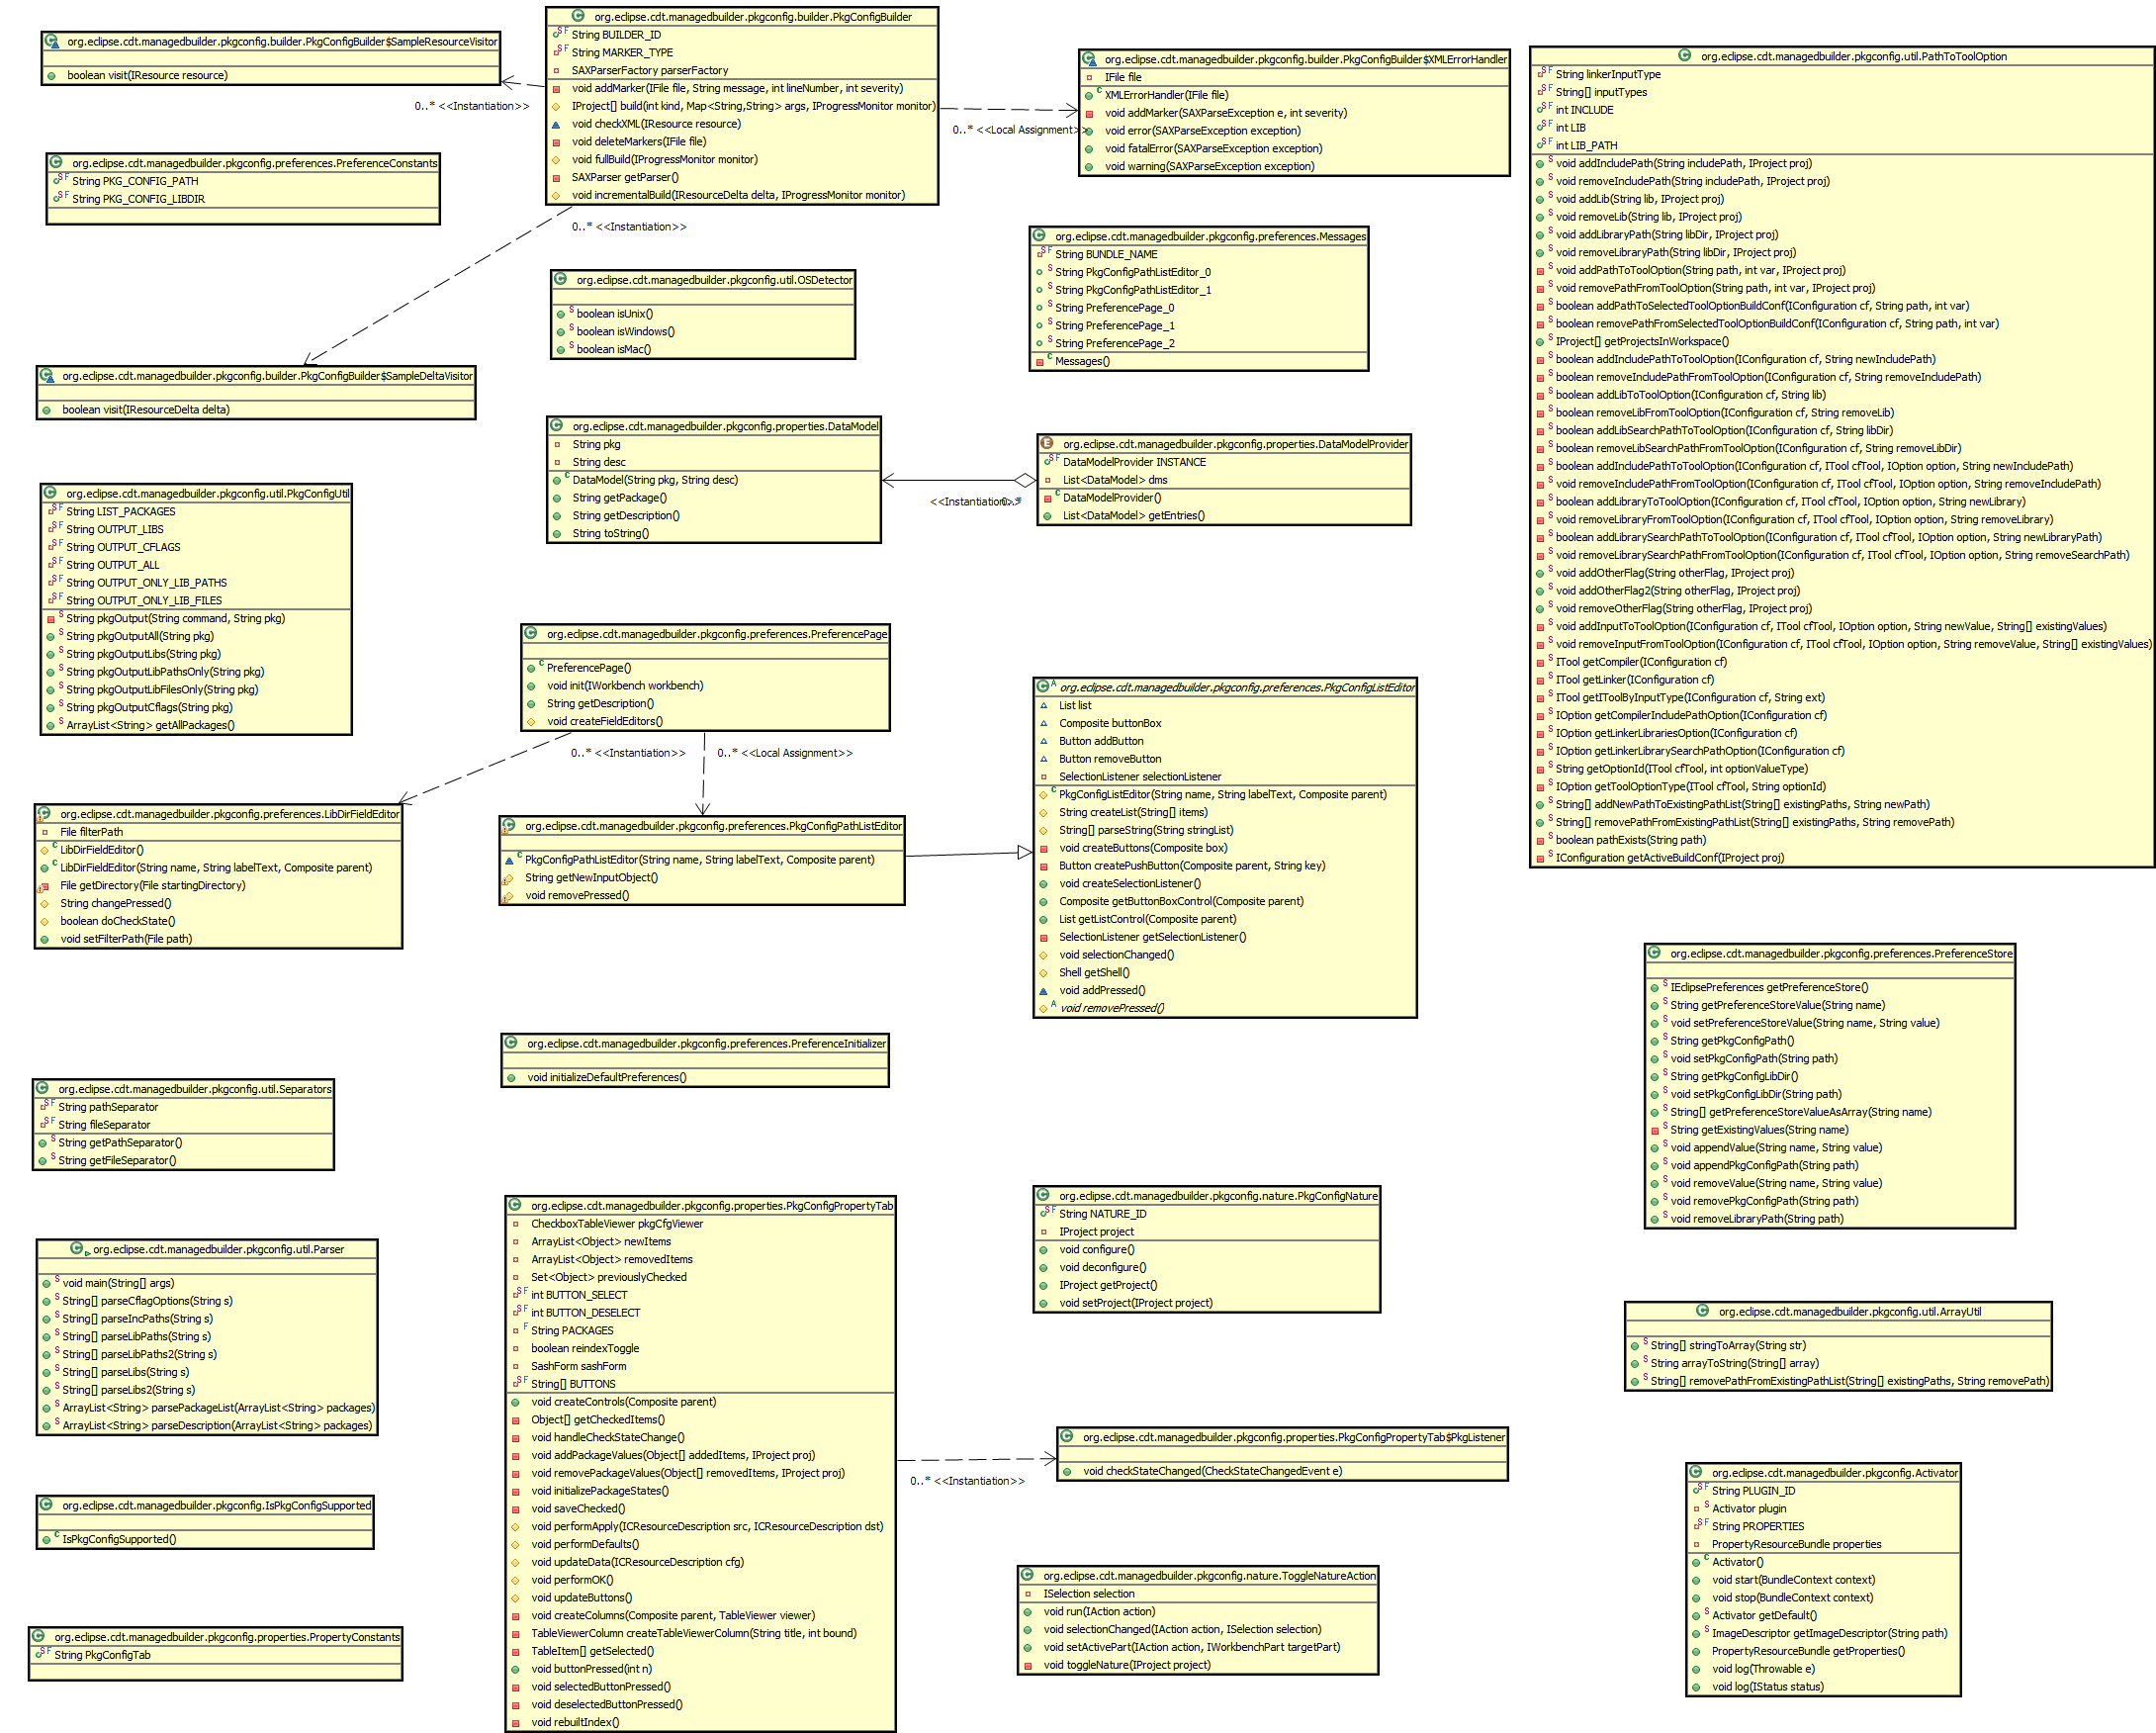 org.eclipse.cdt.managedbuilder.pkgconfig.builder.PkgConfigBuilder$SampleResourceVisitor
boolean visit(IResource resource)
org.eclipse.cdt.managedbuilder.pkgconfig.builder.PkgConfigBuilder
String BUILDER_ID
String MARKER_TYPE
SAXParserFactory parserFactory
void addMarker(IFile file, String message, int lineNumber, int severity)
IProject[] build(int kind, Map<String,String> args, IProgressMonitor monitor)
void checkXML(IResource resource)
void deleteMarkers(IFile file)
void fullBuild(IProgressMonitor monitor)
SAXParser getParser()
void incrementalBuild(IResourceDelta delta, IProgressMonitor monitor)
0..* <<Instantiation>>
0..* <<Local Assignment>>
0..* <<Instantiation>>
org.eclipse.cdt.managedbuilder.pkgconfig.builder.PkgConfigBuilder$XMLErrorHandler
IFile file
XMLErrorHandler(IFile file)
void addMarker(SAXParseException e, int severity)
void error(SAXParseException exception)
void fatalError(SAXParseException exception)
void warning(SAXParseException exception)
org.eclipse.cdt.managedbuilder.pkgconfig.util.PathToToolOption
String linkerInputType
String[] inputTypes
int INCLUDE
int LIB
int LIB_PATH
void addIncludePath(String includePath, IProject proj)
void removeIncludePath(String includePath, IProject proj)
void addLib(String lib, IProject proj)
void removeLib(String lib, IProject proj)
void addLibraryPath(String libDir, IProject proj)
void removeLibraryPath(String libDir, IProject proj)
void addPathToToolOption(String path, int var, IProject proj)
void removePathFromToolOption(String path, int var, IProject proj)
boolean addPathToSelectedToolOptionBuildConf(IConfiguration cf, String path, int var)
boolean removePathFromSelectedToolOptionBuildConf(IConfiguration cf, String path, int var)
IProject[] getProjectsInWorkspace()
boolean addIncludePathToToolOption(IConfiguration cf, String newIncludePath)
boolean removeIncludePathFromToolOption(IConfiguration cf, String removeIncludePath)
boolean addLibToToolOption(IConfiguration cf, String lib)
boolean removeLibFromToolOption(IConfiguration cf, String removeLib)
boolean addLibSearchPathToToolOption(IConfiguration cf, String libDir)
boolean removeLibSearchPathFromToolOption(IConfiguration cf, String removeLibDir)
boolean addIncludePathToToolOption(IConfiguration cf, ITool cfTool, IOption option, String newIncludePath)
void removeIncludePathFromToolOption(IConfiguration cf, ITool cfTool, IOption option, String removeIncludePath)
boolean addLibraryToToolOption(IConfiguration cf, ITool cfTool, IOption option, String newLibrary)
void removeLibraryFromToolOption(IConfiguration cf, ITool cfTool, IOption option, String removeLibrary)
boolean addLibrarySearchPathToToolOption(IConfiguration cf, ITool cfTool, IOption option, String newLibraryPath)
void removeLibrarySearchPathFromToolOption(IConfiguration cf, ITool cfTool, IOption option, String removeSearchPath)
void addOtherFlag(String otherFlag, IProject proj)
void addOtherFlag2(String otherFlag, IProject proj)
void removeOtherFlag(String otherFlag, IProject proj)
void addInputToToolOption(IConfiguration cf, ITool cfTool, IOption option, String newValue, String[] existingValues)
void removeInputFromToolOption(IConfiguration cf, ITool cfTool, IOption option, String removeValue, String[] existingValues)
ITool getCompiler(IConfiguration cf)
ITool getLinker(IConfiguration cf)
ITool getIToolByInputType(IConfiguration cf, String ext)
IOption getCompilerIncludePathOption(IConfiguration cf)
IOption getLinkerLibrariesOption(IConfiguration cf)
IOption getLinkerLibrarySearchPathOption(IConfiguration cf)
String getOptionId(ITool cfTool, int optionValueType)
IOption getToolOptionType(ITool cfTool, String optionId)
String[] addNewPathToExistingPathList(String[] existingPaths, String newPath)
String[] removePathFromExistingPathList(String[] existingPaths, String removePath)
boolean pathExists(String path)
IConfiguration getActiveBuildConf(IProject proj)
org.eclipse.cdt.managedbuilder.pkgconfig.preferences.PreferenceConstants
String PKG_CONFIG_PATH
String PKG_CONFIG_LIBDIR
org.eclipse.cdt.managedbuilder.pkgconfig.util.OSDetector
boolean isUnix()
boolean isWindows()
boolean isMac()
org.eclipse.cdt.managedbuilder.pkgconfig.preferences.Messages
String BUNDLE_NAME
String PkgConfigPathListEditor_0
String PkgConfigPathListEditor_1
String PreferencePage_0
String PreferencePage_1
String PreferencePage_2
Messages()
org.eclipse.cdt.managedbuilder.pkgconfig.builder.PkgConfigBuilder$SampleDeltaVisitor
boolean visit(IResourceDelta delta)
org.eclipse.cdt.managedbuilder.pkgconfig.properties.DataModel
String pkg
String desc
DataModel(String pkg, String desc)
String getPackage()
String getDescription()
String toString()
<<Instantiation>>
0..*
org.eclipse.cdt.managedbuilder.pkgconfig.properties.DataModelProvider
DataModelProvider INSTANCE
List<DataModel> dms
DataModelProvider()
List<DataModel> getEntries()
org.eclipse.cdt.managedbuilder.pkgconfig.util.PkgConfigUtil
String LIST_PACKAGES
String OUTPUT_LIBS
String OUTPUT_CFLAGS
String OUTPUT_ALL
String OUTPUT_ONLY_LIB_PATHS
String OUTPUT_ONLY_LIB_FILES
String pkgOutput(String command, String pkg)
String pkgOutputAll(String pkg)
String pkgOutputLibs(String pkg)
String pkgOutputLibPathsOnly(String pkg)
String pkgOutputLibFilesOnly(String pkg)
String pkgOutputCflags(String pkg)
ArrayList<String> getAllPackages()
org.eclipse.cdt.managedbuilder.pkgconfig.preferences.PreferencePage
PreferencePage()
void init(IWorkbench workbench)
String getDescription()
void createFieldEditors()
0..* <<Instantiation>>
0..* <<Local Assignment>>
org.eclipse.cdt.managedbuilder.pkgconfig.preferences.PkgConfigListEditor
List list
Composite buttonBox
Button addButton
Button removeButton
SelectionListener selectionListener
PkgConfigListEditor(String name, String labelText, Composite parent)
String createList(String[] items)
String[] parseString(String stringList)
void createButtons(Composite box)
Button createPushButton(Composite parent, String key)
void createSelectionListener()
Composite getButtonBoxControl(Composite parent)
List getListControl(Composite parent)
SelectionListener getSelectionListener()
void selectionChanged()
Shell getShell()
void addPressed()
void removePressed()
org.eclipse.cdt.managedbuilder.pkgconfig.preferences.LibDirFieldEditor
File filterPath
LibDirFieldEditor()
LibDirFieldEditor(String name, String labelText, Composite parent)
File getDirectory(File startingDirectory)
String changePressed()
boolean doCheckState()
void setFilterPath(File path)
org.eclipse.cdt.managedbuilder.pkgconfig.preferences.PkgConfigPathListEditor
PkgConfigPathListEditor(String name, String labelText, Composite parent)
String getNewInputObject()
void removePressed()
org.eclipse.cdt.managedbuilder.pkgconfig.preferences.PreferenceStore
IEclipsePreferences getPreferenceStore()
String getPreferenceStoreValue(String name)
void setPreferenceStoreValue(String name, String value)
String getPkgConfigPath()
void setPkgConfigPath(String path)
String getPkgConfigLibDir()
void setPkgConfigLibDir(String path)
String[] getPreferenceStoreValueAsArray(String name)
String getExistingValues(String name)
void appendValue(String name, String value)
void appendPkgConfigPath(String path)
void removeValue(String name, String value)
void removePkgConfigPath(String path)
void removeLibraryPath(String path)
org.eclipse.cdt.managedbuilder.pkgconfig.preferences.PreferenceInitializer
void initializeDefaultPreferences()
org.eclipse.cdt.managedbuilder.pkgconfig.util.Separators
String pathSeparator
String fileSeparator
String getPathSeparator()
String getFileSeparator()
org.eclipse.cdt.managedbuilder.pkgconfig.properties.PkgConfigPropertyTab
CheckboxTableViewer pkgCfgViewer
ArrayList<Object> newItems
ArrayList<Object> removedItems
Set<Object> previouslyChecked
int BUTTON_SELECT
int BUTTON_DESELECT
String PACKAGES
boolean reindexToggle
SashForm sashForm
String[] BUTTONS
void createControls(Composite parent)
Object[] getCheckedItems()
void handleCheckStateChange()
void addPackageValues(Object[] addedItems, IProject proj)
void removePackageValues(Object[] removedItems, IProject proj)
void initializePackageStates()
void saveChecked()
void performApply(ICResourceDescription src, ICResourceDescription dst)
void performDefaults()
void updateData(ICResourceDescription cfg)
void performOK()
void updateButtons()
void createColumns(Composite parent, TableViewer viewer)
TableViewerColumn createTableViewerColumn(String title, int bound)
TableItem[] getSelected()
void buttonPressed(int n)
void selectedButtonPressed()
void deselectedButtonPressed()
void rebuiltIndex()
0..* <<Instantiation>>
org.eclipse.cdt.managedbuilder.pkgconfig.nature.PkgConfigNature
String NATURE_ID
IProject project
void configure()
void deconfigure()
IProject getProject()
void setProject(IProject project)
org.eclipse.cdt.managedbuilder.pkgconfig.util.Parser
void main(String[] args)
String[] parseCflagOptions(String s)
String[] parseIncPaths(String s)
String[] parseLibPaths(String s)
String[] parseLibPaths2(String s)
String[] parseLibs(String s)
String[] parseLibs2(String s)
ArrayList<String> parsePackageList(ArrayList<String> packages)
ArrayList<String> parseDescription(ArrayList<String> packages)
org.eclipse.cdt.managedbuilder.pkgconfig.util.ArrayUtil
String[] stringToArray(String str)
String arrayToString(String[] array)
String[] removePathFromExistingPathList(String[] existingPaths, String removePath)
org.eclipse.cdt.managedbuilder.pkgconfig.properties.PkgConfigPropertyTab$PkgListener
void checkStateChanged(CheckStateChangedEvent e)
org.eclipse.cdt.managedbuilder.pkgconfig.Activator
String PLUGIN_ID
Activator plugin
String PROPERTIES
PropertyResourceBundle properties
Activator()
void start(BundleContext context)
void stop(BundleContext context)
Activator getDefault()
ImageDescriptor getImageDescriptor(String path)
PropertyResourceBundle getProperties()
void log(Throwable e)
void log(IStatus status)
org.eclipse.cdt.managedbuilder.pkgconfig.IsPkgConfigSupported
IsPkgConfigSupported()
org.eclipse.cdt.managedbuilder.pkgconfig.nature.ToggleNatureAction
ISelection selection
void run(IAction action)
void selectionChanged(IAction action, ISelection selection)
void setActivePart(IAction action, IWorkbenchPart targetPart)
void toggleNature(IProject project)
org.eclipse.cdt.managedbuilder.pkgconfig.properties.PropertyConstants
String PkgConfigTab